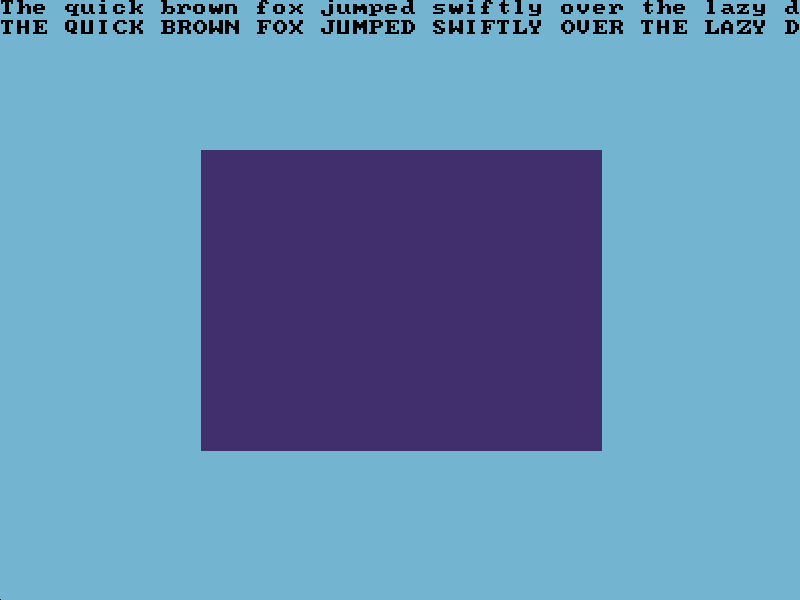 The quick brown fox jumped swiftly over the lazy d
THE QUICK BROWN FOX JUMPED SWIFTLY OVER THE LAZY D